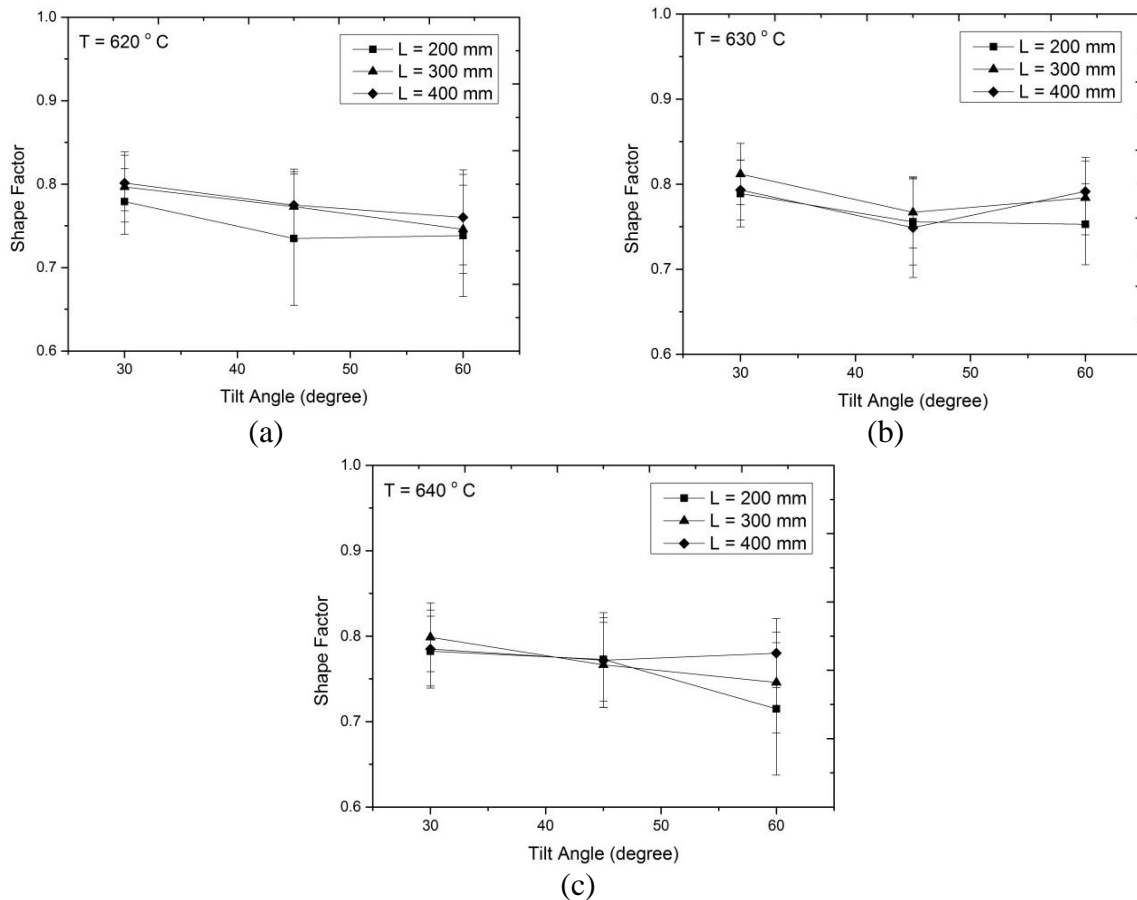 T = 620 ° C
L = 200 mm
L = 300 mm
L = 400 mm
1.0
0.9
0.8
0.7
0.6
Shape Factor
30
40
50
60
Tilt Angle (degree)
(a)
T = 630 ° C
L = 200 mm
L = 300 mm
L = 400 mm
1.0
0.9
0.8
0.7
0.6
Shape Factor
30
40
50
60
Tilt Angle (degree)
(b)
T = 640 ° C
L = 200 mm
L = 300 mm
L = 400 mm
1.0
0.9
0.8
0.7
0.6
Shape Factor
30
40
50
60
Tilt Angle (degree)
(c)